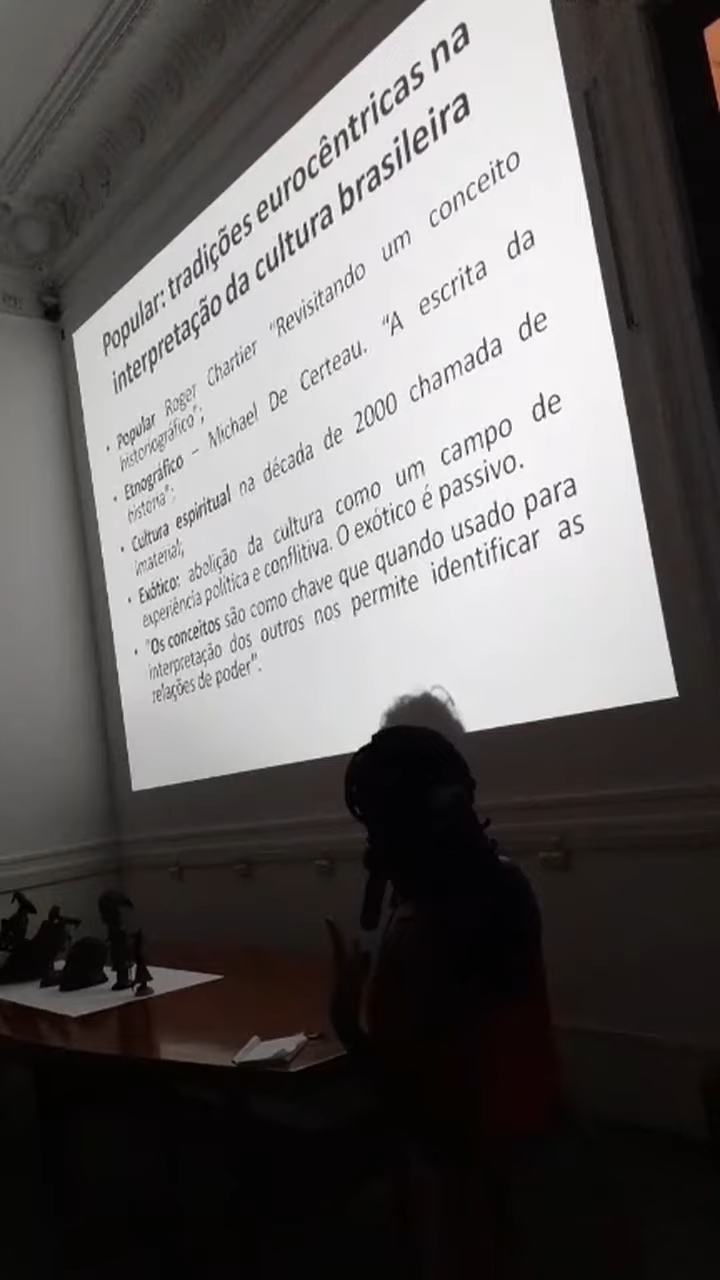 Popular: tradições eurocêntricas na
interpretação da cultura brasileira
• Popular Roger Chartier "Revisitando um conceito
historiográfico";
• Etnográfico – Michael De Certeau. "A escrita da
história";
• Cultura espiritual na década de 2000 chamada de
imaterial;
• Exótico: abolição da cultura como um campo de
experiência política e conflitiva. O exótico é passivo.
• "Os conceitos são como chave que quando usado para
interpretação dos outros nos permite identificar as
relações de poder".